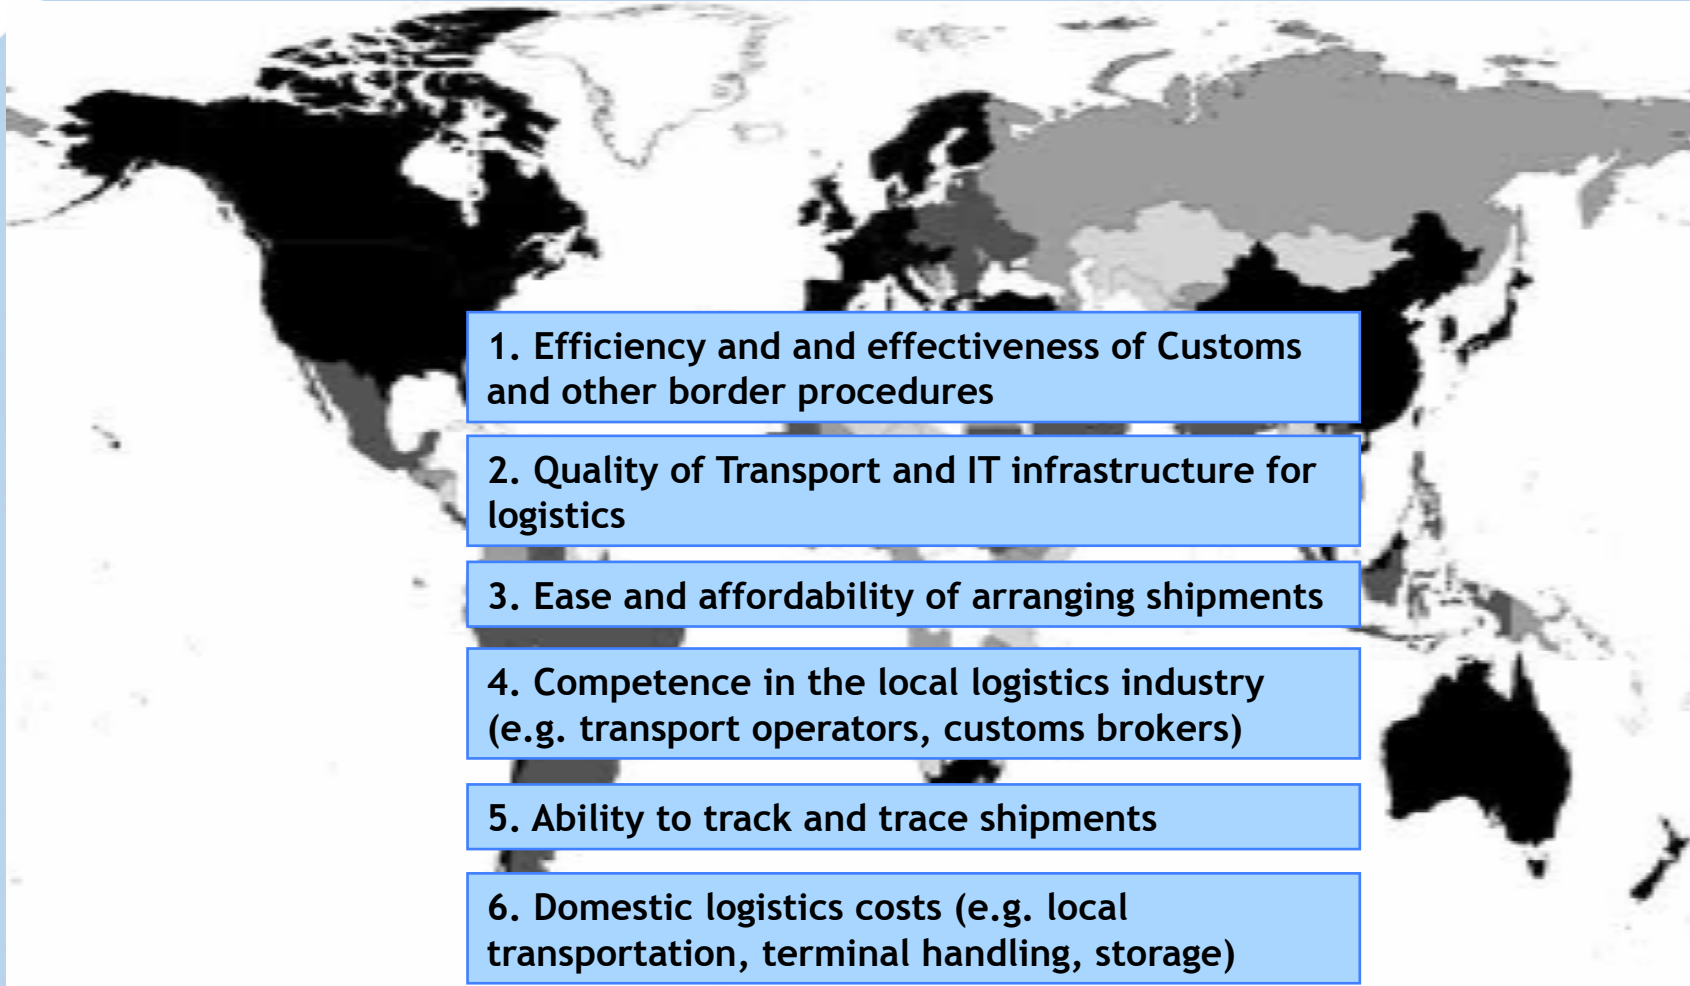 1. Efficiency and and effectiveness of Customs
and other border procedures
2. Quality of Transport and IT infrastructure for
logistics
3. Ease and affordability of arranging shipments
4. Competence in the local logistics industry
(e.g. transport operators, customs brokers)
5. Ability to track and trace shipments
6. Domestic logistics costs (e.g. local
transportation, terminal handling, storage)